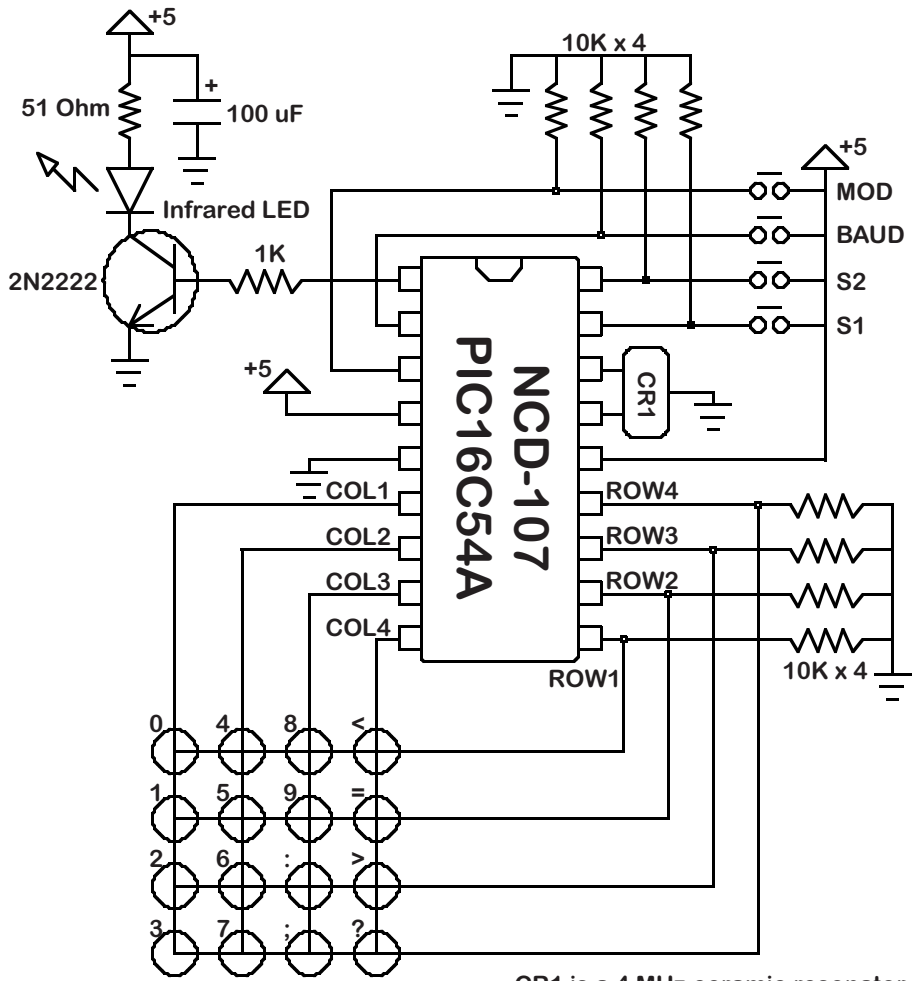 +5
10K x 4
51 Ohm
+
100 uF
+5
MOD
Infrared LED
BAUD
1K
2N2222
S2
S1
NCD-107
PIC16C54A
+5
CR1
COL1
ROW4
COL2
ROW3
COL3
ROW2
COL4
ROW1
10K x 4
0 4 8 <
1 5 9 =
2 6 : >
3 7 ; ?
CR1 is a 4 MHz ceramic resonator